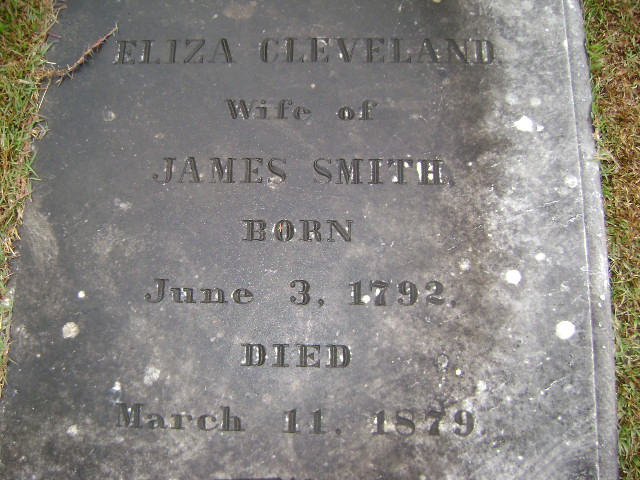 ELIZA CLEVELAND
Wife of
JAMES SMITH.
BORN
June 3, 1792.
DIED
March 11. 1879